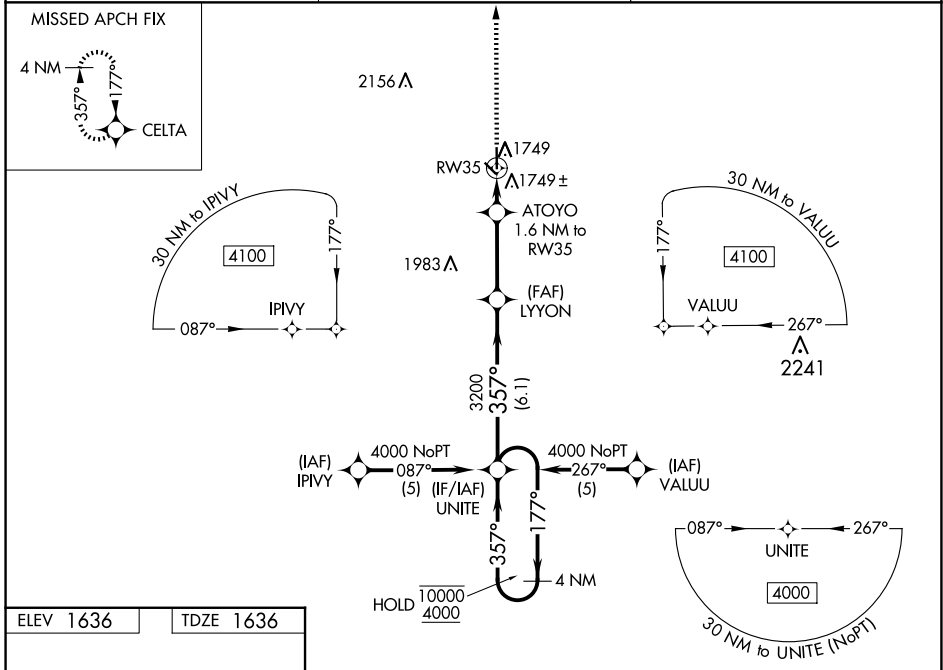 MISSED APCH FIX
4 NM
357°
177°
CELTA
2156
1749
RW35
1749 ±
ATOYO
1.6 NM to
RW35
1983
(FAF)
LYYON
30 NM to IPIVY
4100
177°
IPIVY
087°
30 NM to VALUU
4100
177°
VALUU
267°
2241
3200
357°
(6.1)
(IAF)
IPIVY
4000 NoPT
087°
(5)
(IF/IAF)
UNITE
4000 NoPT
267°
(5)
(IAF)
VALUU
357°
177°
4 NM
HOLD
10000
4000
087°
267°
UNITE
4000
30 NM to UNITE (NoPT)
ELEV 1636
TDZE 1636